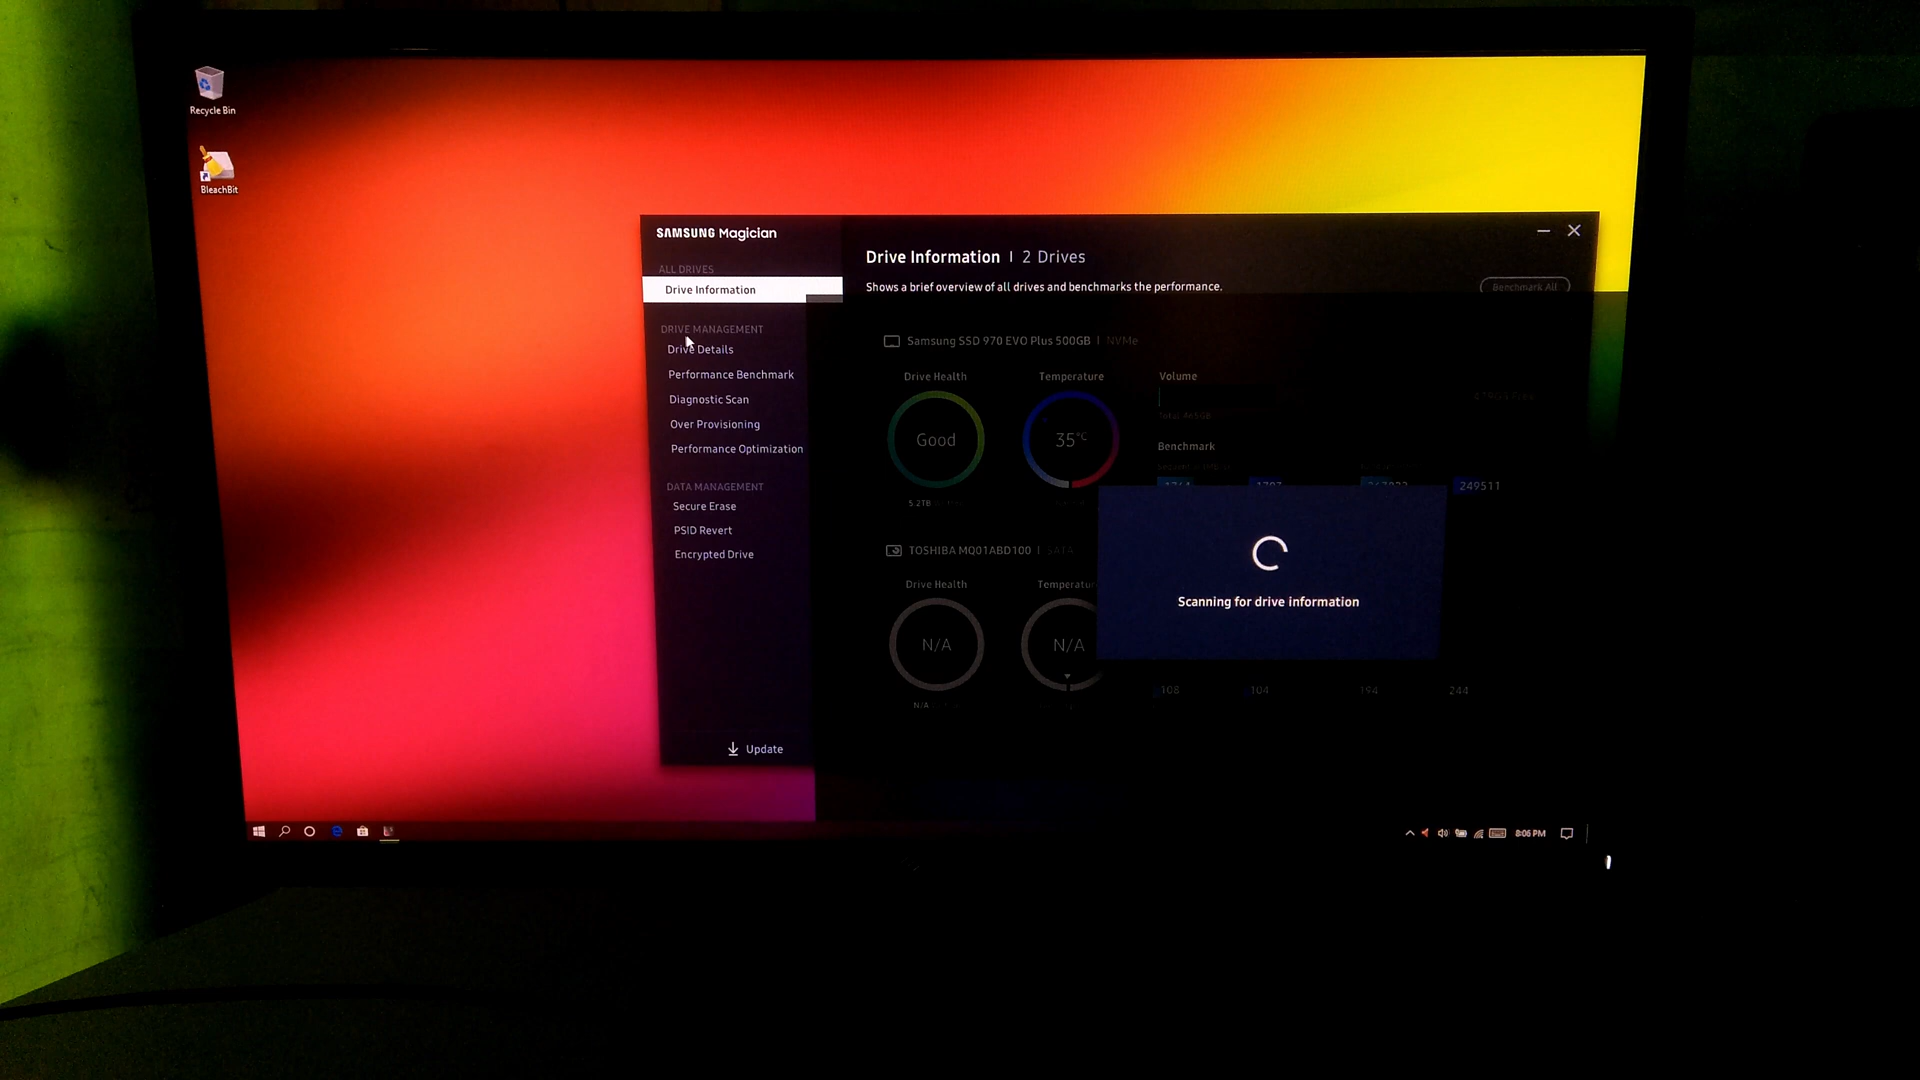 Recycle Bin
BleachBit
SAMSUNG Magician
ALL DRIVES
Drive Information
DRIVE MANAGEMENT
Drive Details
Performance Benchmark
Diagnostic Scan
Over Provisioning
Performance Optimization
DATA MANAGEMENT
Secure Erase
PSID Revert
Encrypted Drive
Update
Drive Information | 2 Drives
Shows a brief overview of all drives and benchmarks the performance.
Benchmark All
Samsung SSD 970 EVO Plus 500GB | NVMe
Drive Health
Temperature
Volume
Good
35°C
Benchmark
5.2TB
249511
TOSHIBA MQ01ABD100 | SATA
Drive Health
N/A
N/A
N/A
Scanning for drive information
108
104
194
244
8:06 PM